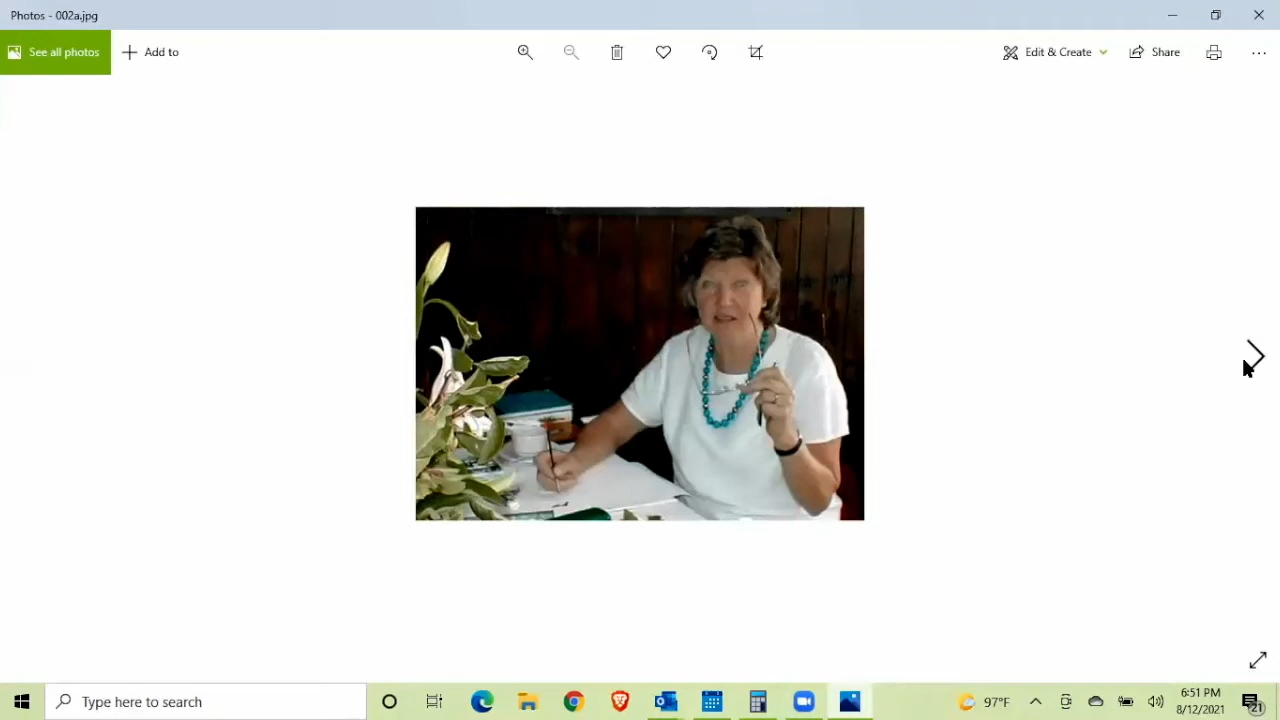 Photos - 002a.jpg
See all photos
Add to
Edit & Create
Share
Type here to search
97°F
6:51 PM
8/12/2021
21